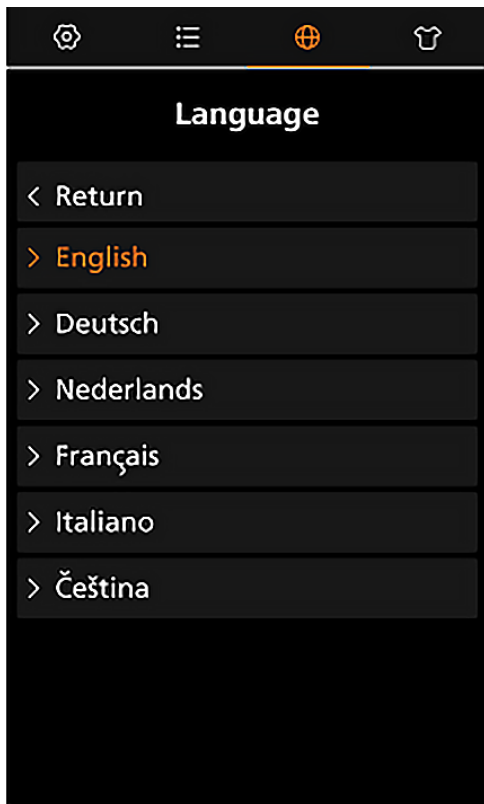 Language
Return
English
Deutsch
Nederlands
Français
Italiano
Čeština